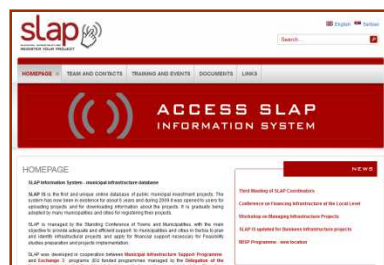 slap
REGISTER YOUR PROJECT
English Serbian
Search...
HOMEPAGE TEAM AND CONTACTS TRAINING AND EVENTS DOCUMENTS LINKS
ACCESS SLAP
INFORMATION SYSTEM
HOMEPAGE
SLAP Information System - municipal infrastructure database
SLAP IS is the first and unique online database of public municipal investment projects. The
system has now been in existence for about 6 years and during 2009 it was opened to users for
uploading projects and for downloading information about the projects. It is gradually being
adopted by many municipalities and cities for registering their projects.
SLAP is managed by the Standing Conference of Towns and Municipalities, with the main
objective to provide adequate and efficient support to municipalities and cities in Serbia to plan
and identify infrastructural projects and apply for financial support necessary for Feasibility
studies preparation and projects implementation.
SLAP was developed in cooperation between Municipal Infrastructure Support Programme
and Exchange 2 programs (EU funded programmes managed by the Delegation of the
NEWS
Third Meeting of SLAP Coordinators
Conference on Financing Infrastructure at the Local Level
Workshop on Managing Infrastructure Projects
SLAP IS updated for Business infrastructure projects
MISP Programme - new location